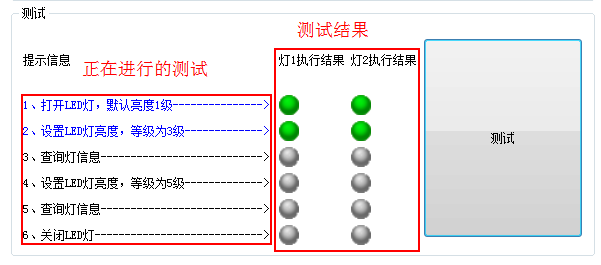 测试
测试结果
提示信息
正在进行的测试
灯1执行结果 灯2执行结果
1、打开LED灯，默认亮度1级--------------->
2、设置LED灯亮度，等级为3级------------->
3、查询灯信息--------------------------->
4、设置LED灯亮度，等级为5级------------->
5、查询灯信息--------------------------->
6、关闭LED灯---------------------------->
测试